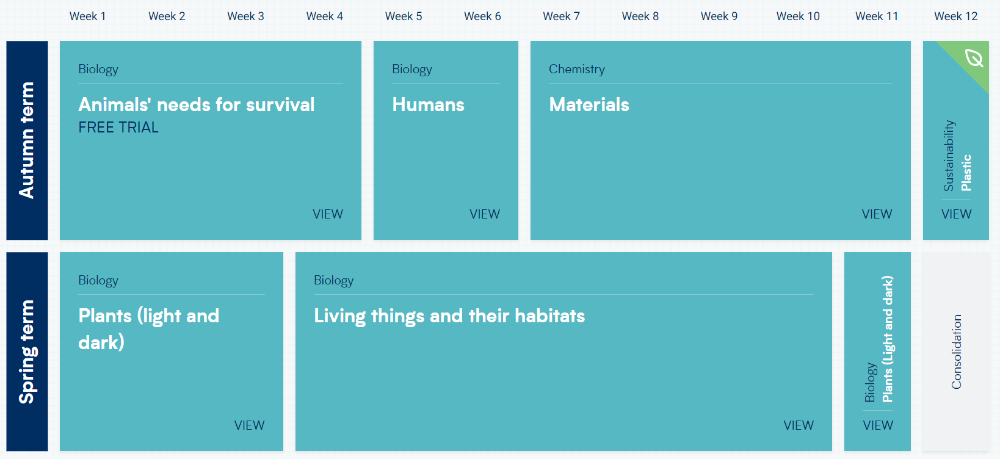 Week 1 Week 2 Week 3 Week 4 Week 5 Week 6 Week 7 Week 8 Week 9 Week 10 Week 11 Week 12
Autumn term
Biology
Animals' needs for survival
FREE TRIAL
VIEW
Biology
Humans
VIEW
Chemistry
Materials
VIEW
Sustainability
Plastic
VIEW
Spring term
Biology
Plants (light and
dark)
VIEW
Biology
Living things and their habitats
VIEW
Biology
Plants (Light and dark)
VIEW
Consolidation